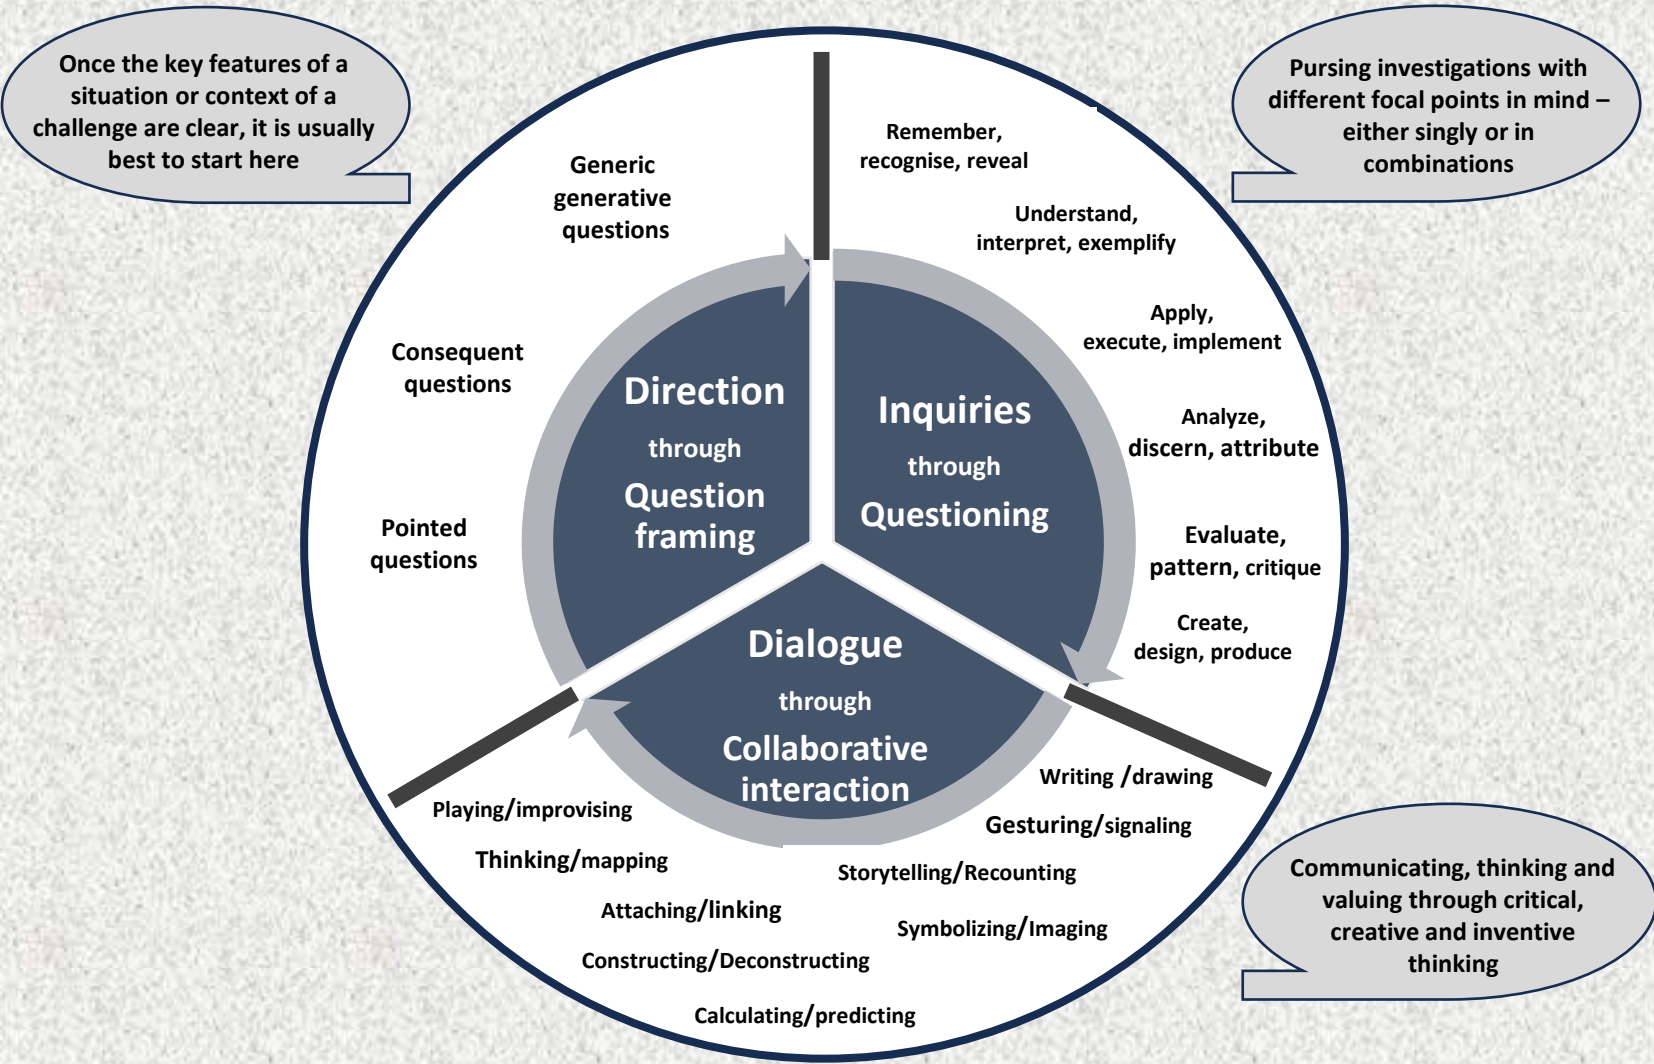 Once the key features of a
situation or context of a
challenge are clear, it is usually
best to start here
Pursing investigations with
different focal points in mind –
either singly or in
combinations
Generic
generative
questions
Consequent
questions
Pointed
questions
Remember,
recognise, reveal
Understand,
interpret, exemplify
Apply,
execute, implement
Analyze,
discern, attribute
Evaluate,
pattern, critique
Create,
design, produce
Direction
through
Question
framing
Inquiries
through
Questioning
Dialogue
through
Collaborative
interaction
Writing /drawing
Gesturing/signaling
Storytelling/Recounting
Symbolizing/Imaging
Playing/improvising
Thinking/mapping
Attaching/linking
Constructing/Deconstructing
Calculating/predicting
Communicating, thinking and
valuing through critical,
creative and inventive
thinking